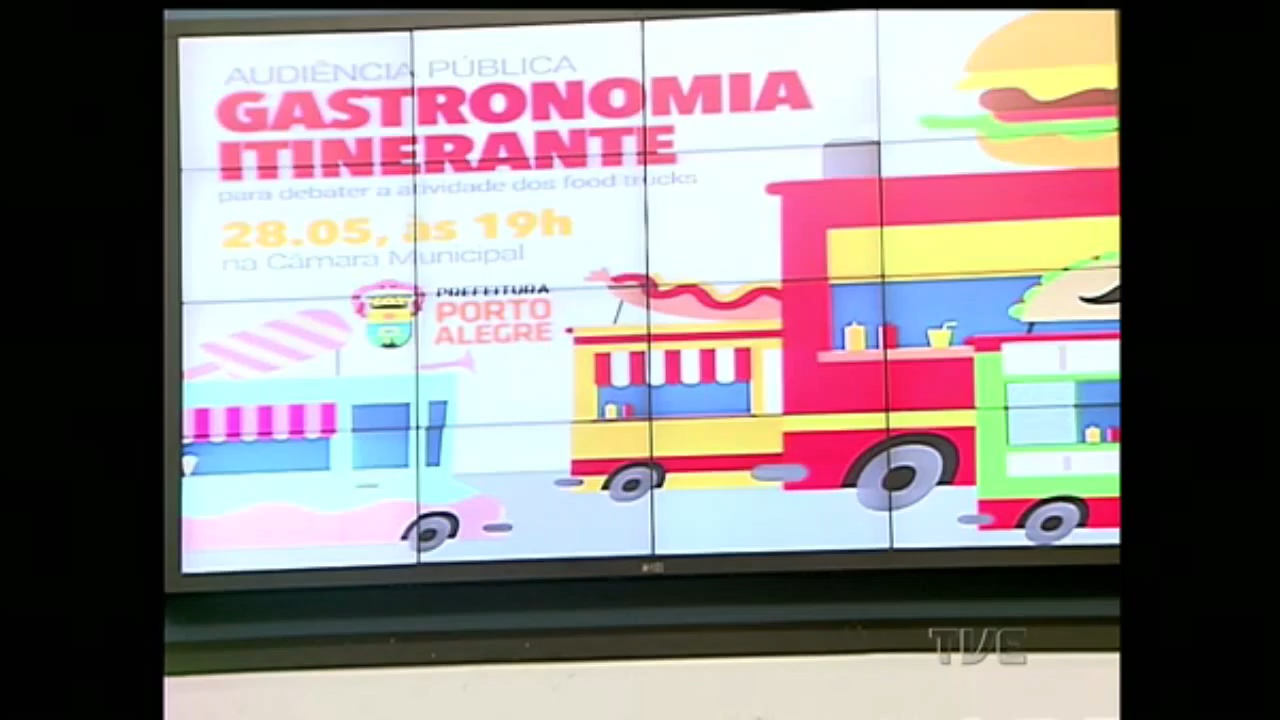 AUDIÊNCIA PÚBLICA
GASTRONOMIA
ITINERANTE
para debater a atividade dos food trucks
28.05, às 19h
na Câmara Municipal
PREFEITURA
PORTO
ALEGRE
TVE